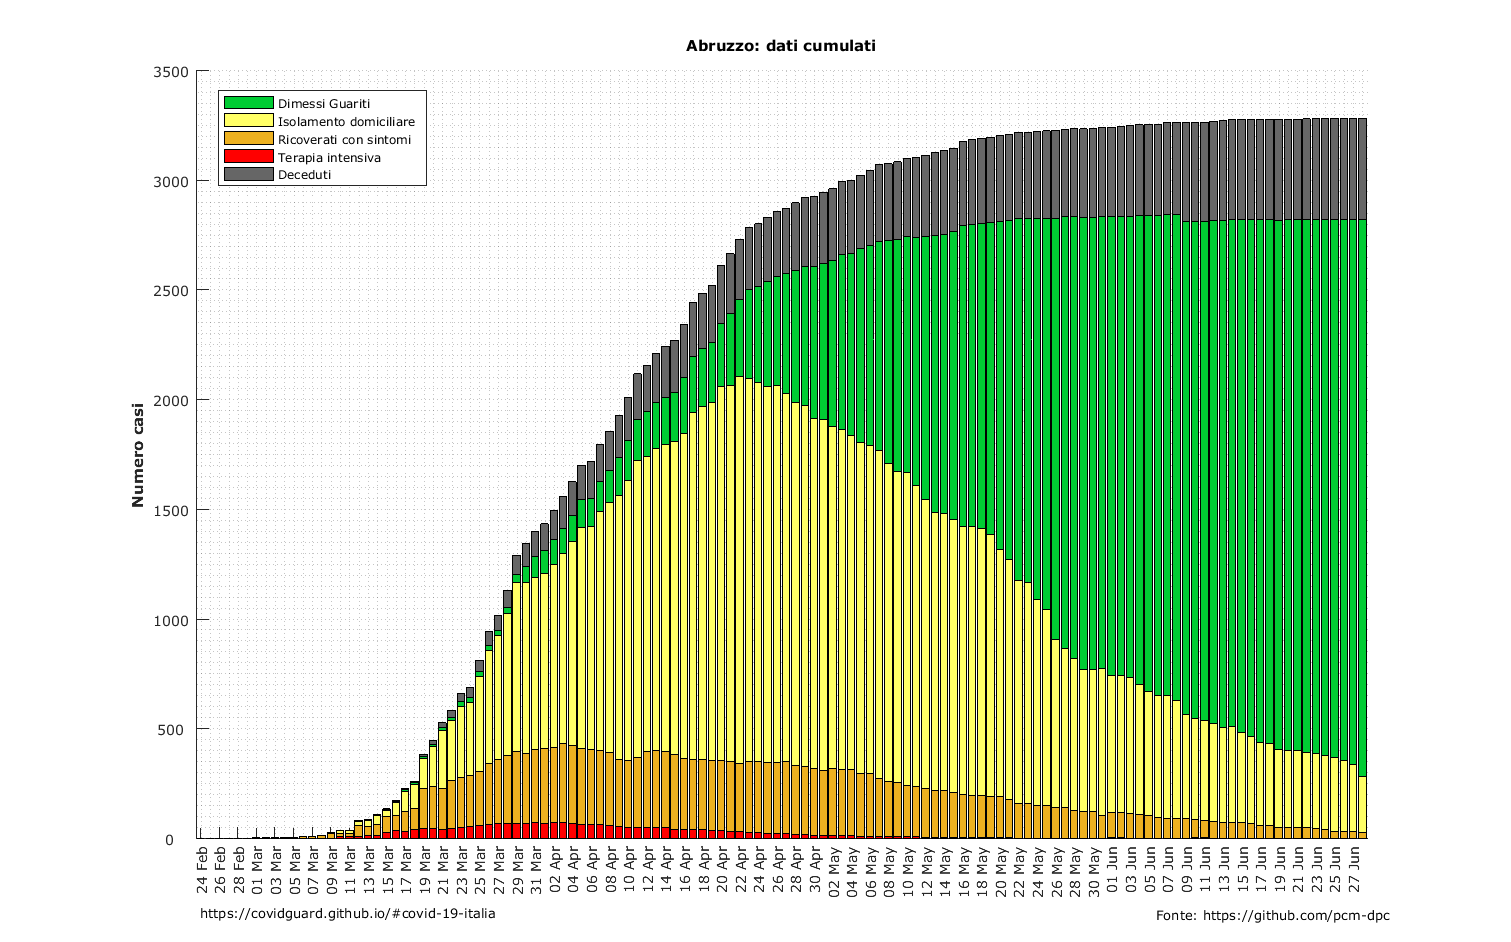 Abruzzo: dati cumulati
3500
3000
2500
2000
1500
1000
500
0
Numero casi
Dimessi Guariti
Isolamento domiciliare
Ricoverati con sintomi
Terapia intensiva
Deceduti
24 Feb
26 Feb
28 Feb
01 Mar
03 Mar
05 Mar
07 Mar
09 Mar
11 Mar
13 Mar
15 Mar
17 Mar
19 Mar
21 Mar
23 Mar
25 Mar
27 Mar
29 Mar
31 Mar
02 Apr
04 Apr
06 Apr
08 Apr
10 Apr
12 Apr
14 Apr
16 Apr
18 Apr
20 Apr
22 Apr
24 Apr
26 Apr
28 Apr
30 Apr
02 May
04 May
06 May
08 May
10 May
12 May
14 May
16 May
18 May
20 May
22 May
24 May
26 May
28 May
30 May
01 Jun
03 Jun
05 Jun
07 Jun
09 Jun
11 Jun
13 Jun
15 Jun
17 Jun
19 Jun
21 Jun
23 Jun
25 Jun
27 Jun
https://covidguard.github.io/#covid-19-italia
Fonte: https://github.com/pcm-dpc